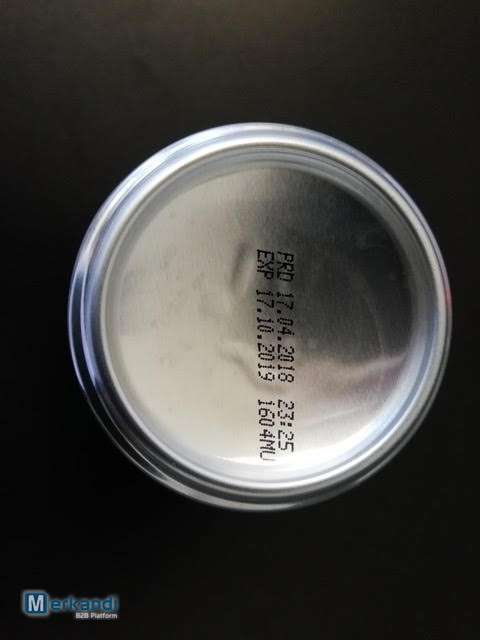 PRD 17.04.2018 23:25
EXP 17.10.2019 1604MU
Merkandi
B2B Platform